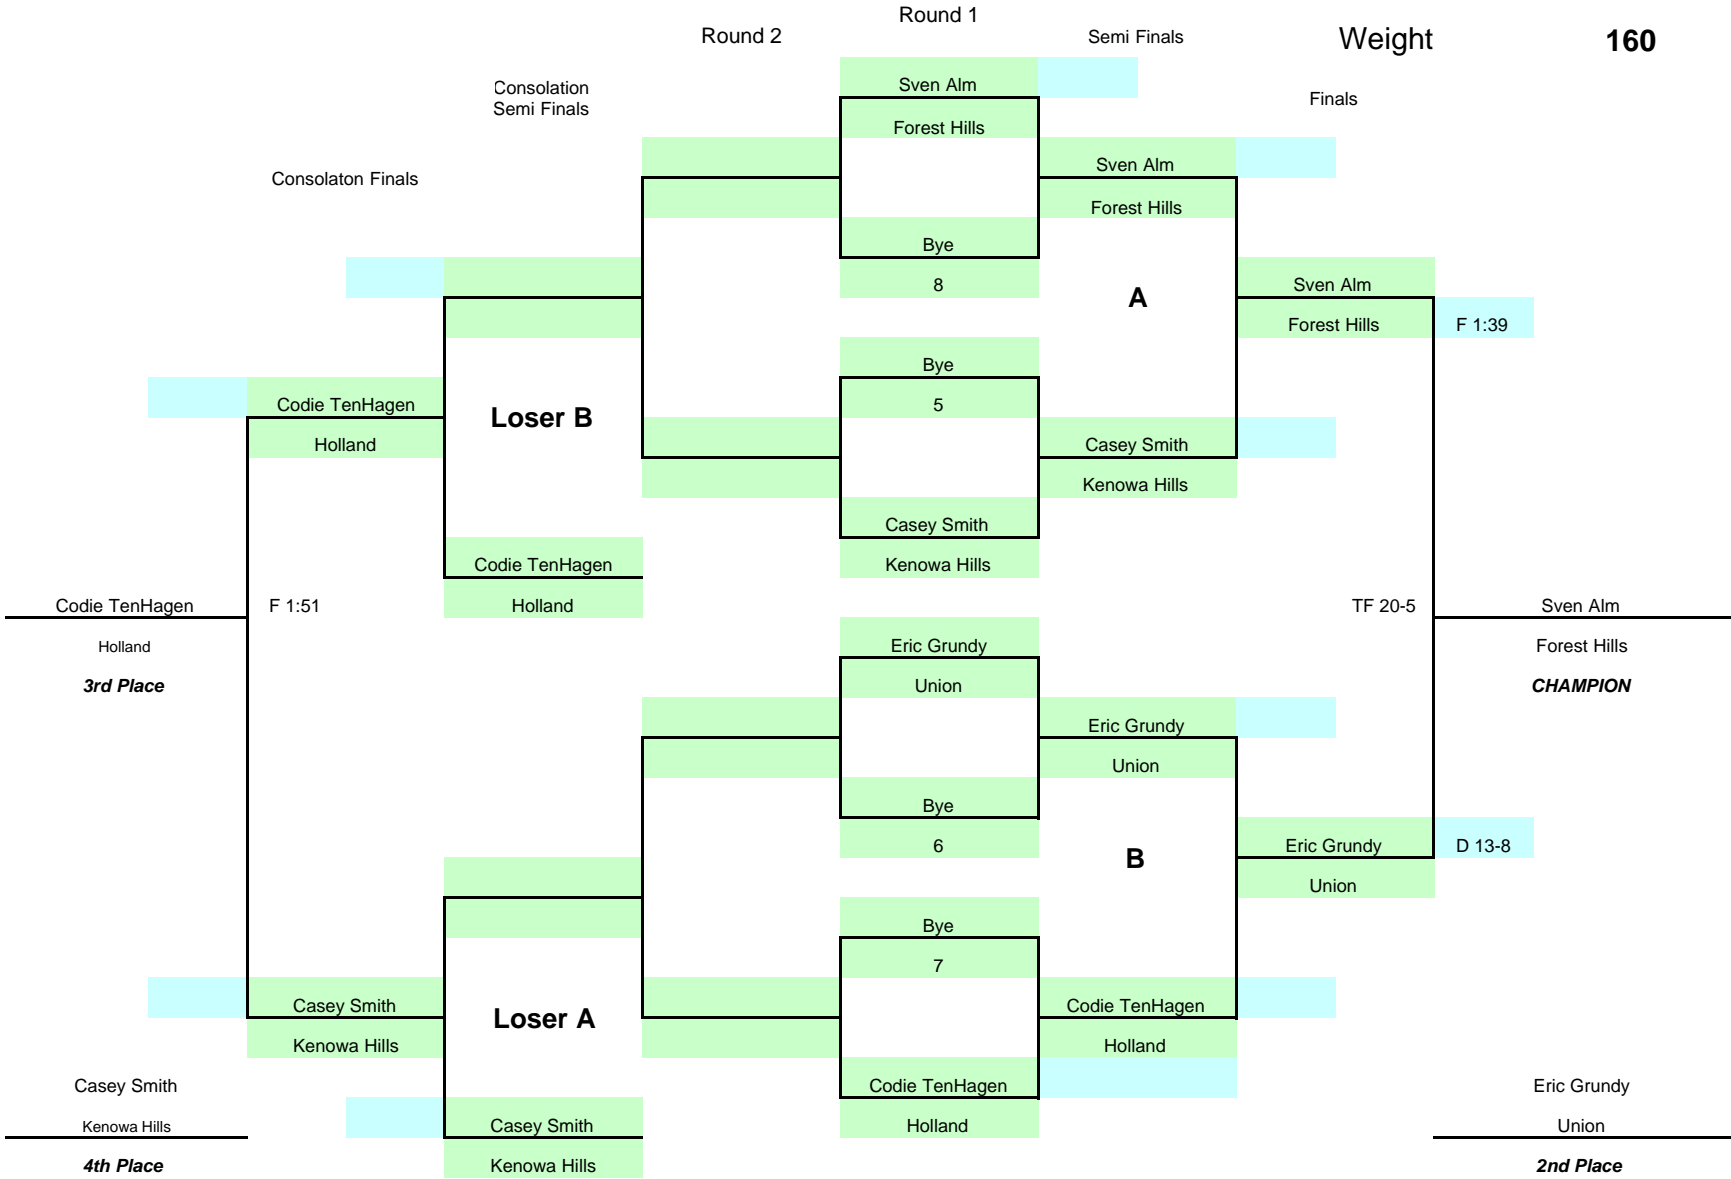 Round 1
Round 2
Semi Finals
Weight
160
Consolation
Semi Finals
Sven Alm
Finals
Forest Hills
Consolaton Finals
Sven Alm
Forest Hills
Bye
8
A
Sven Alm
Forest Hills
F 1:39
Bye
Codie TenHagen
Loser B
5
Holland
Casey Smith
Kenowa Hills
Casey Smith
Codie TenHagen
Kenowa Hills
Codie TenHagen
F 1:51
Holland
TF 20-5
Sven Alm
Holland
Eric Grundy
Forest Hills
3rd Place
Union
CHAMPION
Eric Grundy
Union
Bye
6
B
Eric Grundy
D 13-8
Union
Bye
7
Casey Smith
Loser A
Codie TenHagen
Kenowa Hills
Holland
Casey Smith
Codie TenHagen
Eric Grundy
Kenowa Hills
Casey Smith
Holland
Union
4th Place
Kenowa Hills
2nd Place